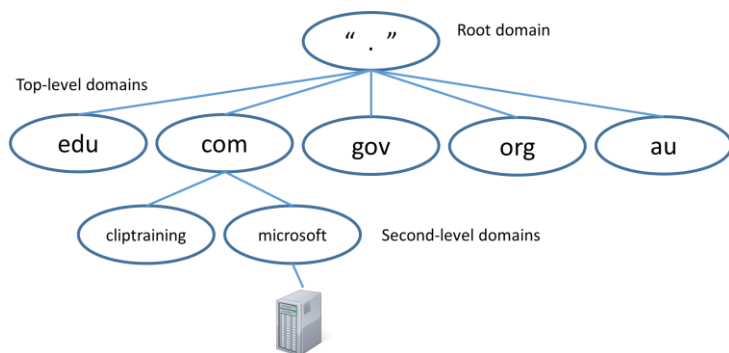 “ . ”
Root domain
Top-level domains
edu
com
gov
org
au
cliptraining
microsoft
Second-level domains